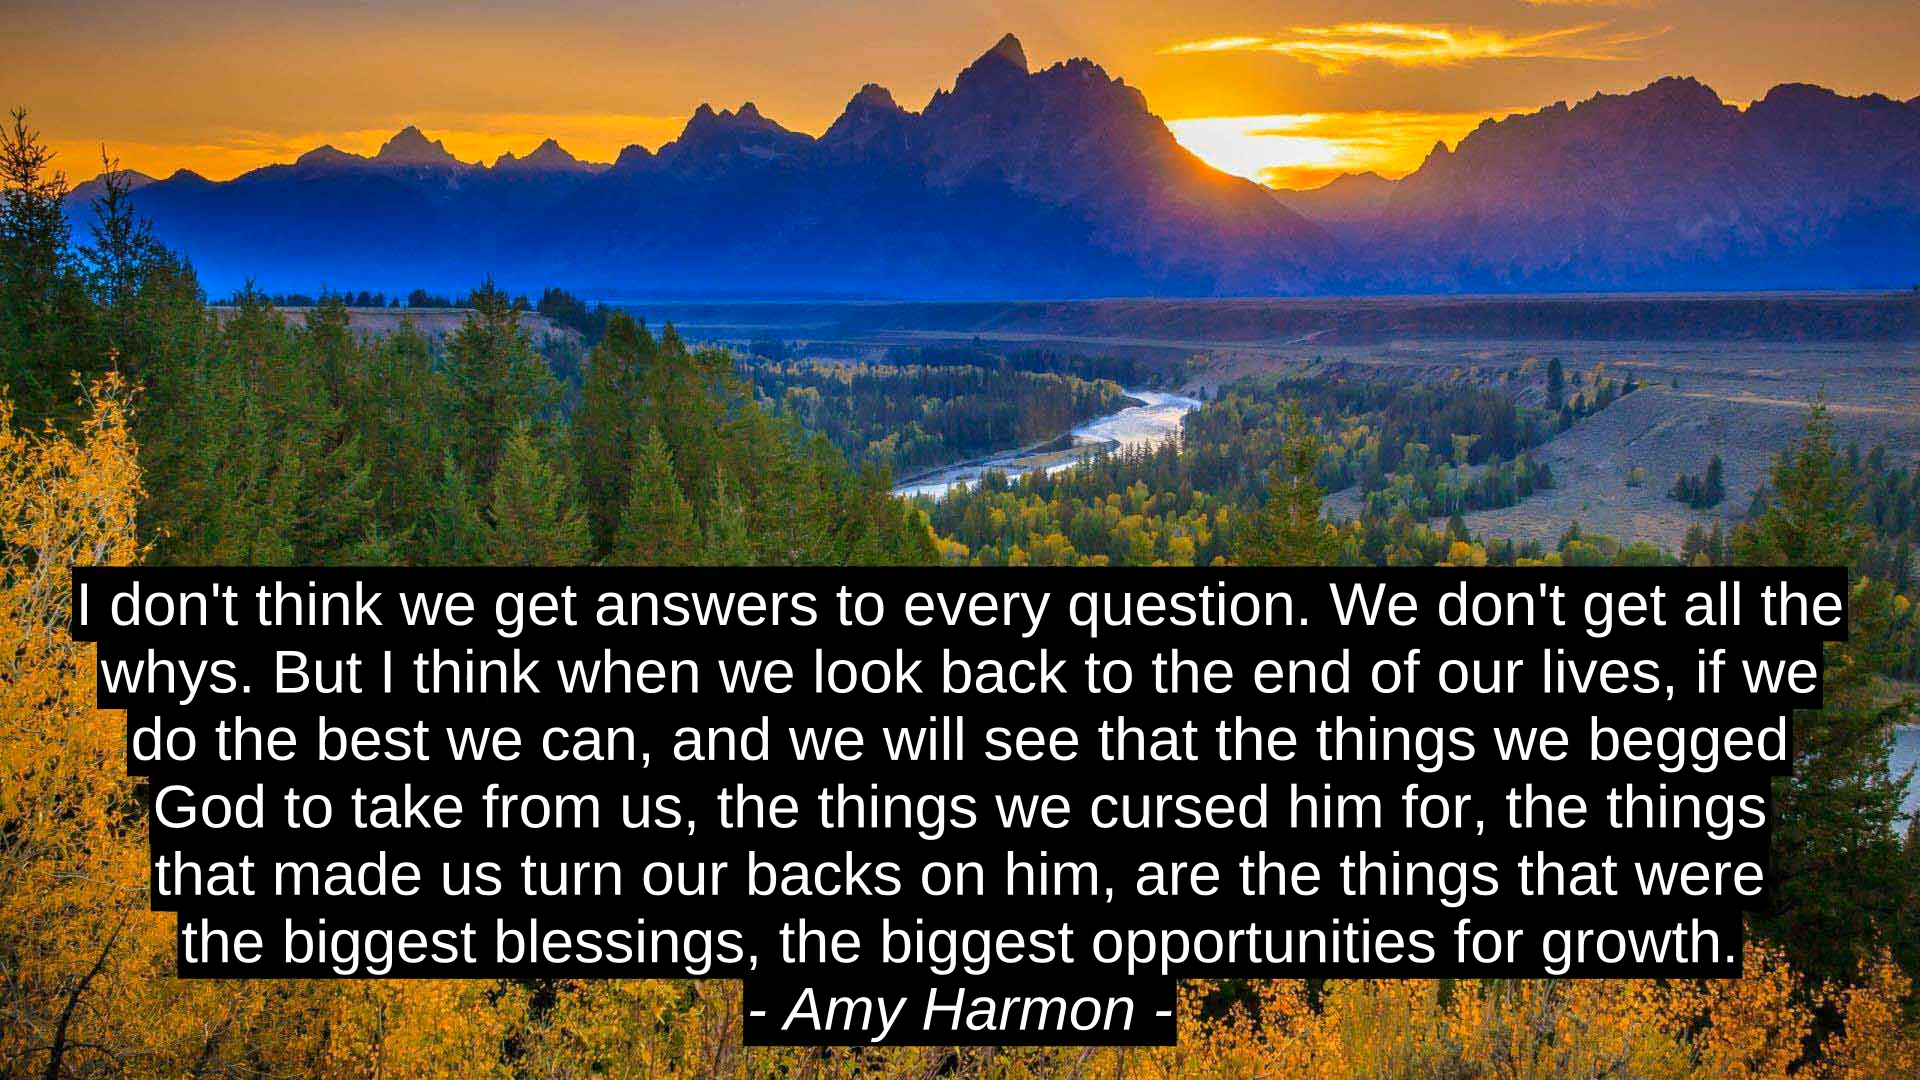 I don't think we get answers to every question. We don't get all the
whys. But I think when we look back to the end of our lives, if we
do the best we can, and we will see that the things we begged
God to take from us, the things we cursed him for, the things
that made us turn our backs on him, are the things that were
the biggest blessings, the biggest opportunities for growth.
- Amy Harmon -